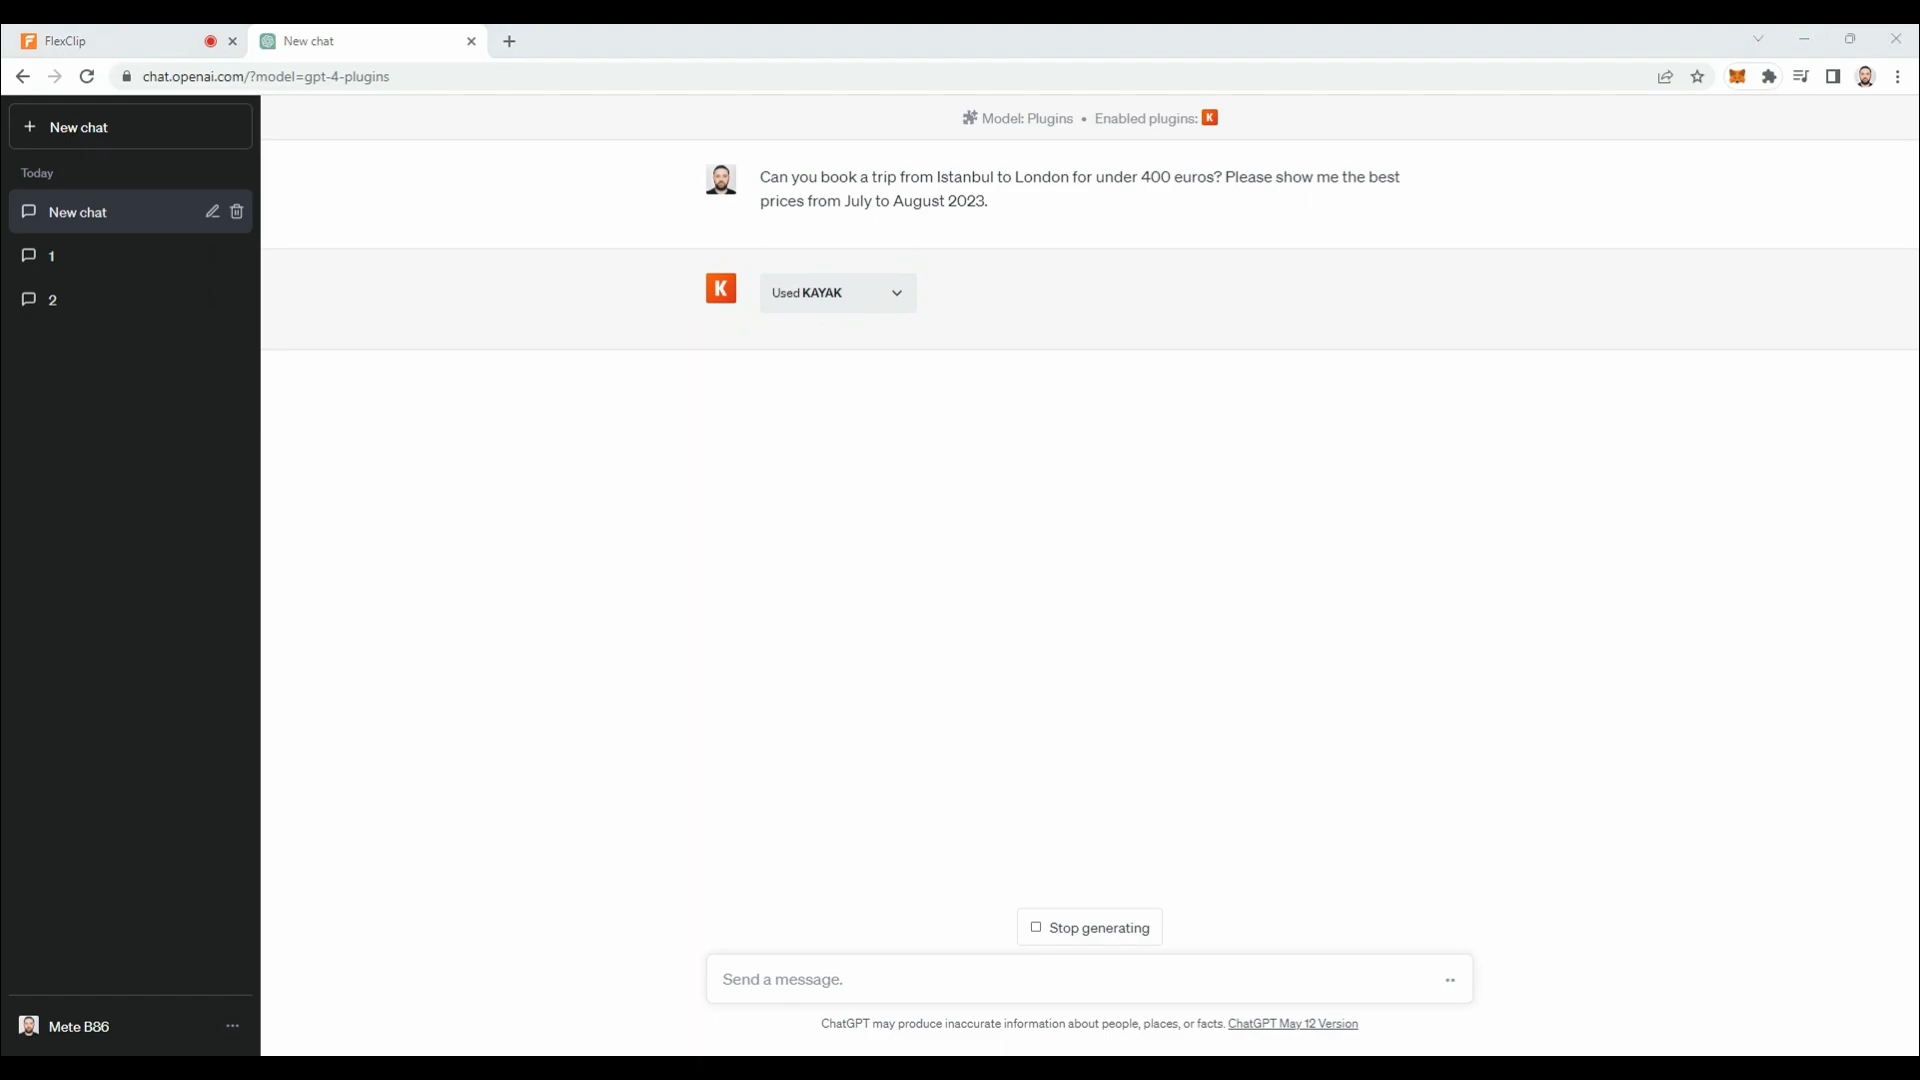 FlexClip
New chat
chat.openai.com/?model=gpt-4-plugins
New chat
Model: Plugins • Enabled plugins: K
Today
Can you book a trip from Istanbul to London for under 400 euros? Please show me the best
prices from July to August 2023.
New chat
1
K
Used KAYAK
2
Stop generating
Send a message.
ChatGPT may produce inaccurate information about people, places, or facts. ChatGPT May 12 Version
Mete B86